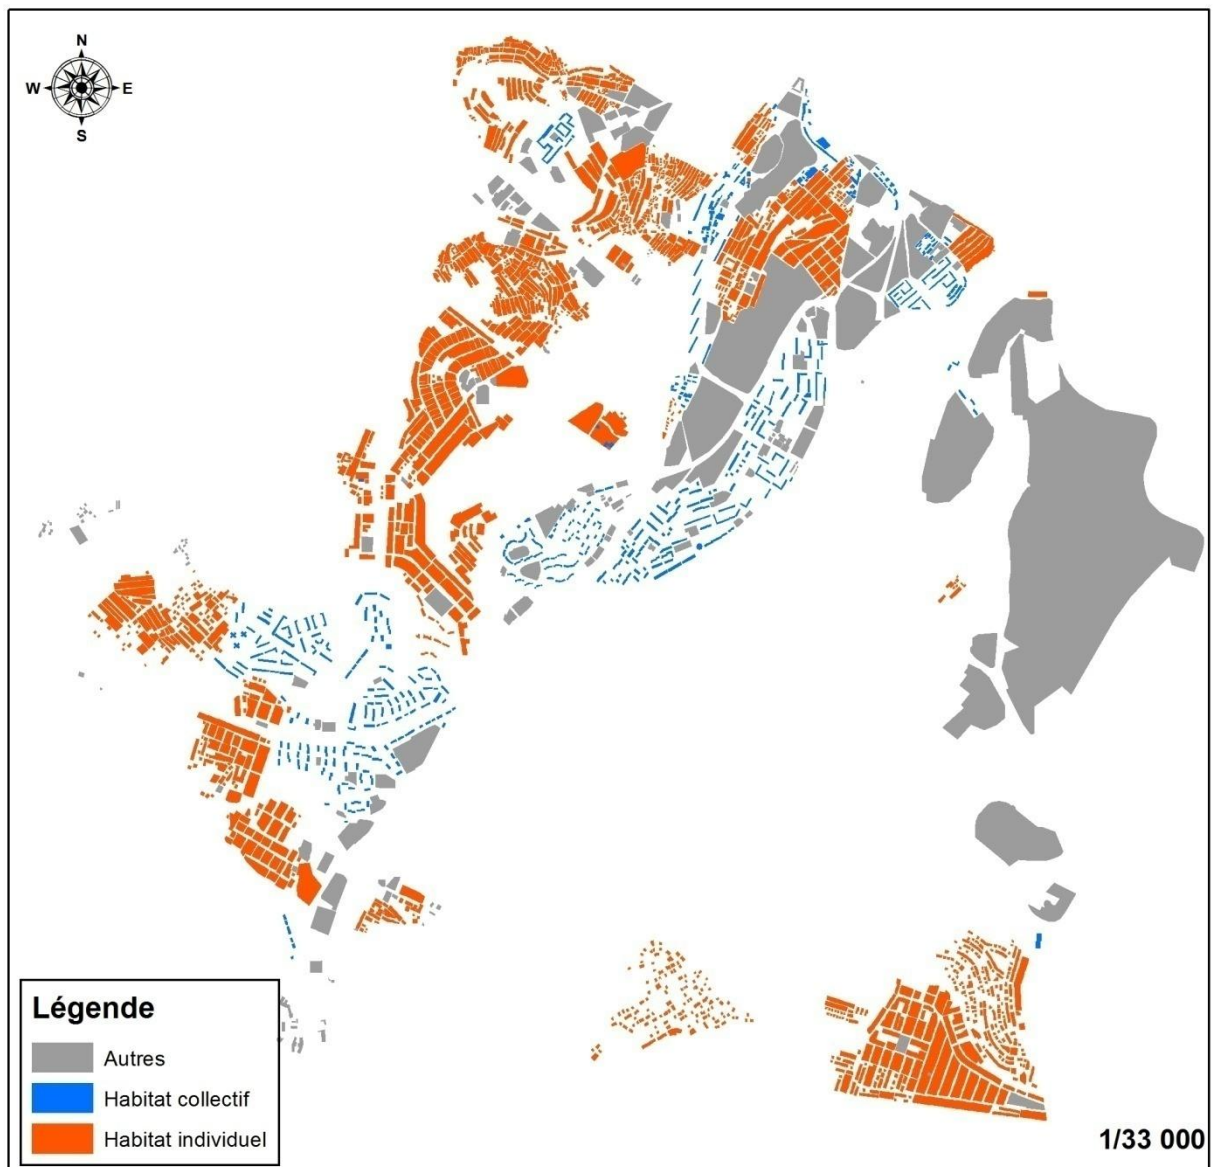 N
W E
S
Légende
Autres
Habitat collectif
Habitat individuel
1/33 000